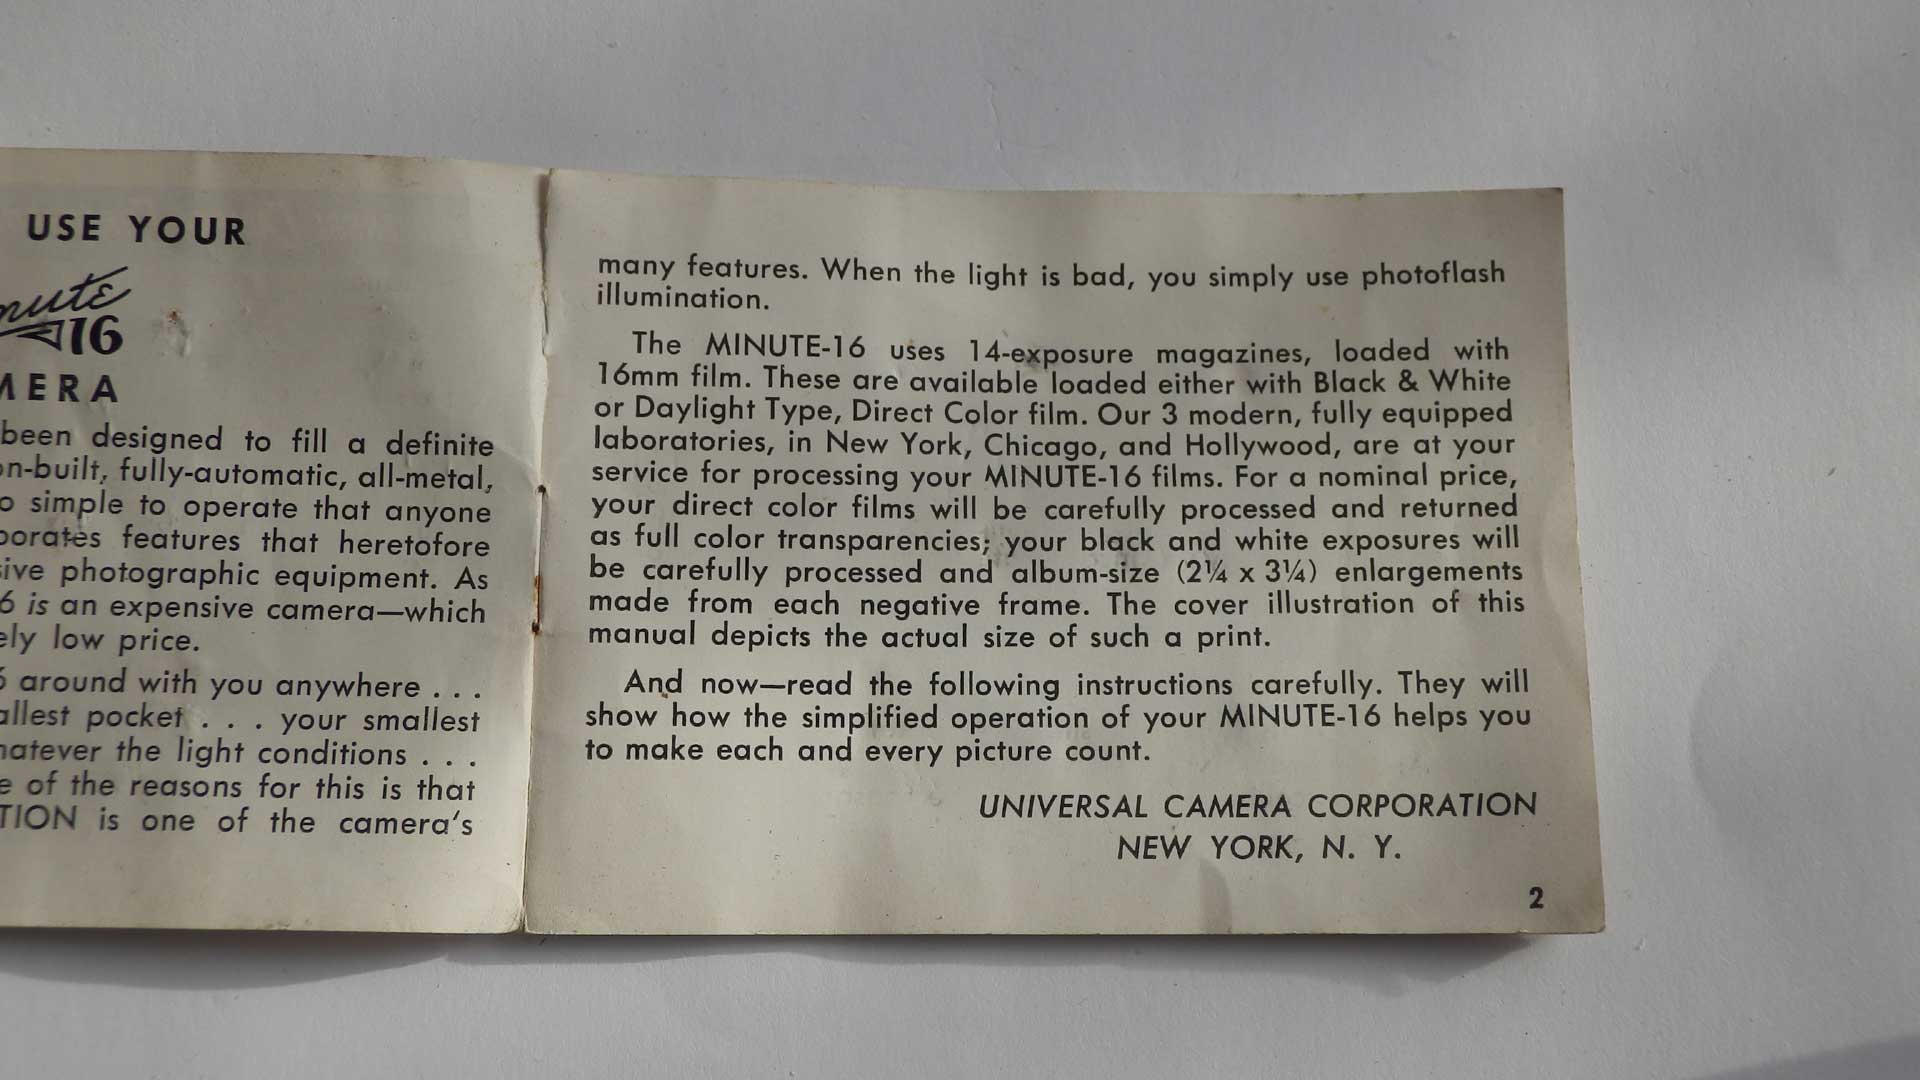 USE YOUR
16
been designed to fill a definite
fully-automatic, all-metal,
simple to operate that anyone
features that heretofore
photographic equipment. As
6 is an expensive camera—which
low price.
around with you anywhere . . .
pocket . . . your smallest
the light conditions . . .
of the reasons for this is that
is one of the camera's
many features. When the light is bad, you simply use photoflash
illumination.
The MINUTE-16 uses 14-exposure magazines, loaded with
16mm film. These are available loaded either with Black & White
or Daylight Type, Direct Color film. Our 3 modern, fully equipped
laboratories, in New York, Chicago, and Hollywood, are at your
service for processing your MINUTE-16 films. For a nominal price,
your direct color films will be carefully processed and returned
as full color transparencies; your black and white exposures will
be carefully processed and album-size (2¼ x 3¼) enlargements
made from each negative frame. The cover illustration of this
manual depicts the actual size of such a print.
And now—read the following instructions carefully. They will
show how the simplified operation of your MINUTE-16 helps you
to make each and every picture count.
UNIVERSAL CAMERA CORPORATION
NEW YORK, N. Y.
2